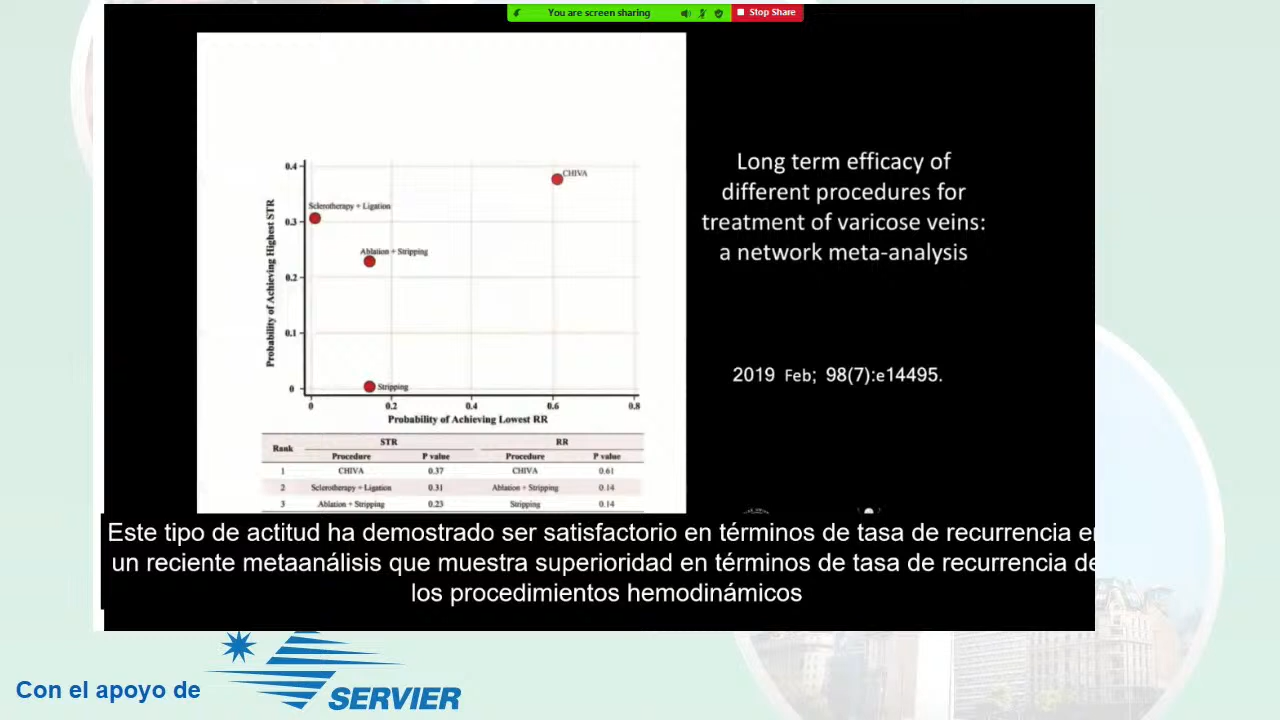 You are screen sharing
Stop Share
Long term efficacy of
different procedures for
treatment of varicose veins:
a network meta-analysis
2019 Feb; 98(7):e14495.
Probability of Achieving Highest STR
0.4
0.3
0.2
0.1
0
CHIVA
Sclerotherapy + Ligation
Ablation + Stripping
Stripping
0 0.2 0.4 0.6 0.8
Probability of Achieving Lowest RR
Rank STR RR
Procedure P value Procedure P value
1 CHIVA 0.37 CHIVA 0.61
2 Sclerotherapy + Ligation 0.31 Ablation + Stripping 0.14
3 Ablation + Stripping 0.23 Stripping 0.14
Este tipo de actitud ha demostrado ser satisfactorio en términos de tasa de recurrencia en
un reciente metaanálisis que muestra superioridad en términos de tasa de recurrencia de
los procedimientos hemodinámicos
Con el apoyo de
SERVIER